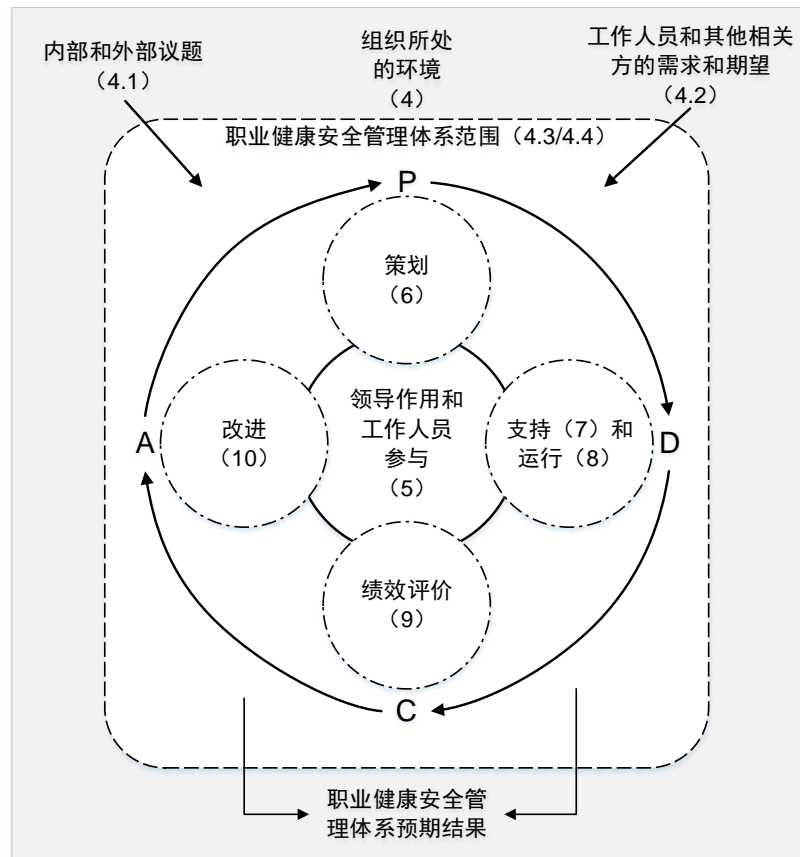 内部和外部议题
（4.1）
组织所处
的环境
（4）
工作人员和其他相关
方的需求和期望
（4.2）
职业健康安全管理体系范围（4.3/4.4）
P
策划
（6）
A
改进
（10）
领导作用和
工作人员
参与
（5）
支持（7）和
运行（8）
D
绩效评价
（9）
C
职业健康安全管
理体系预期结果